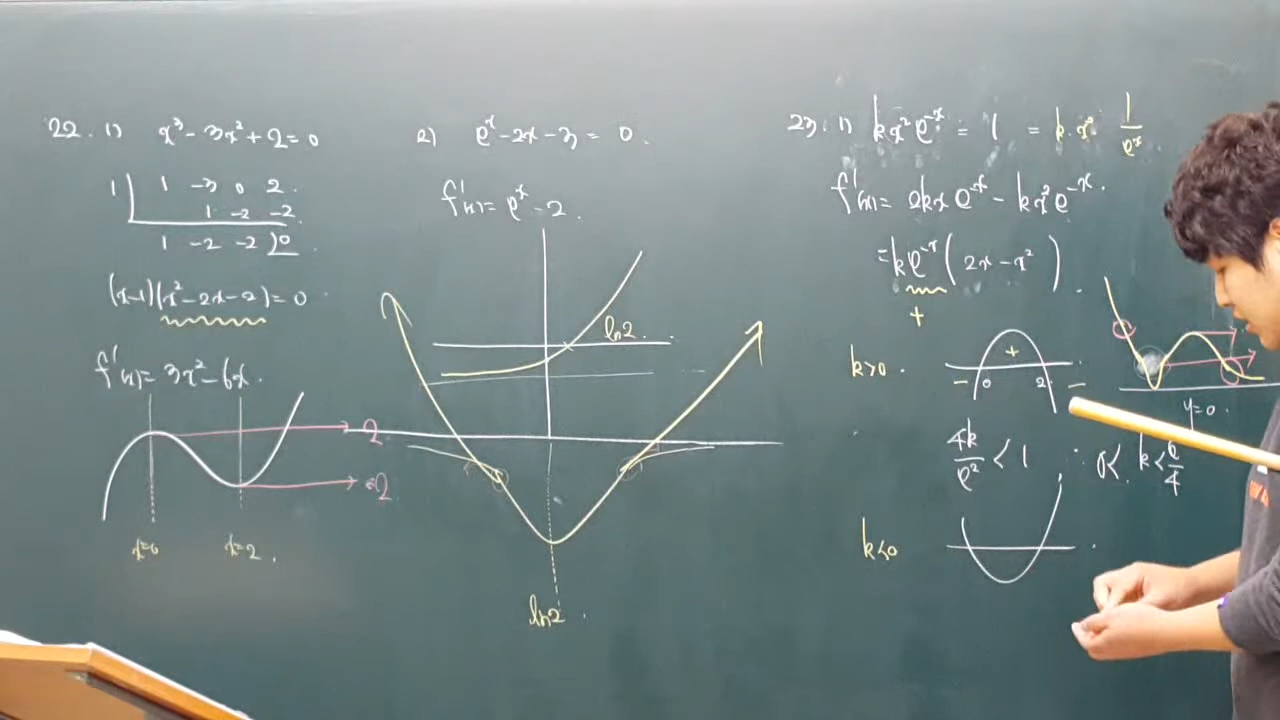 22. 1) x³-3x²+2=0
1 | 1 -3 0 2
1 -2 -2
1 -2 -2 0
(x-1)(x²-2x-2)=0
f'(x)=3x²-6x.
2
-2
x=0 x=2.
2) eˣ-2x-3=0.
f'(x)=eˣ-2.
ln2.
ln2.
23. 1) kx²e⁻ˣ = 1 = k·x² 1/eˣ
f'(x)=2kxe⁻ˣ-kx²e⁻ˣ.
=ke⁻ˣ(2x-x²).
+
k>0. - 0 + 2 -
y=0.
4k/e² < 1 ∴ 0< k<e²/4
k<0